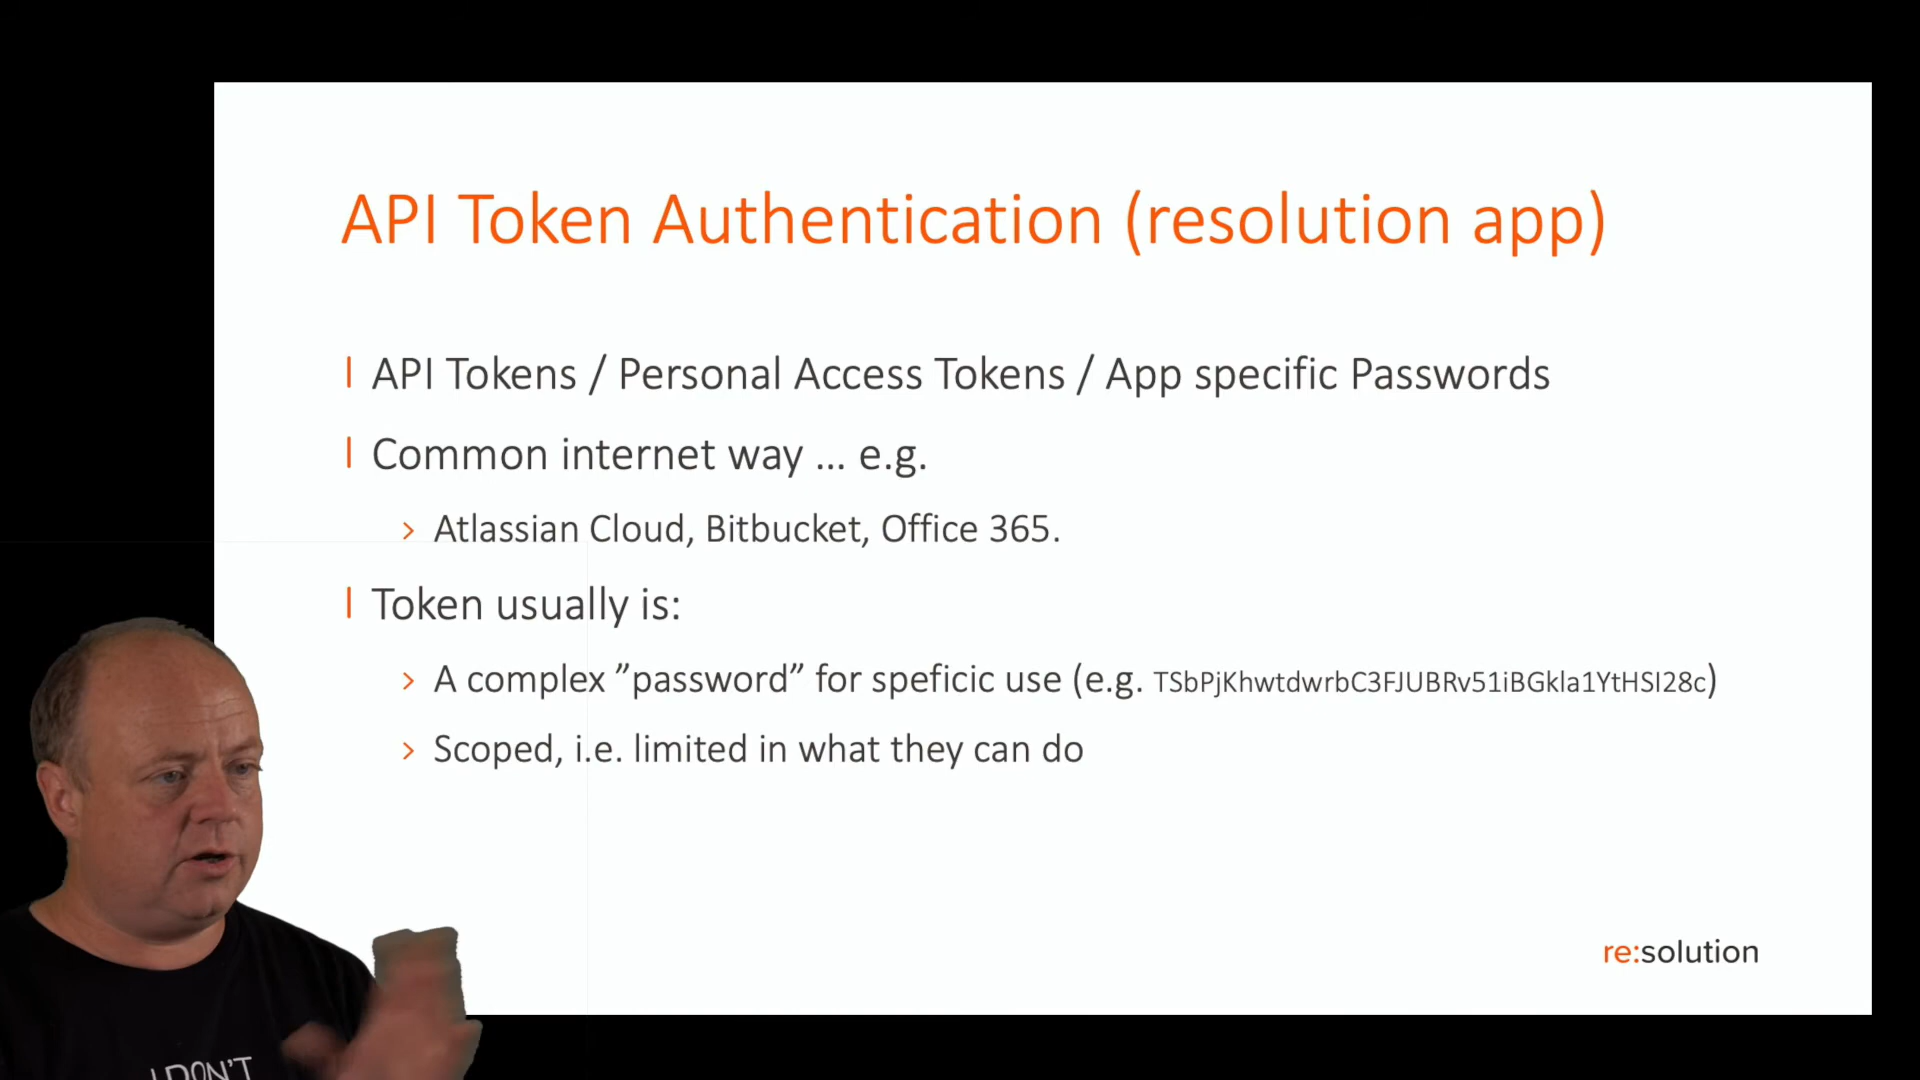 API Token Authentication (resolution app)
API Tokens / Personal Access Tokens / App specific Passwords
Common internet way ... e.g.
Atlassian Cloud, Bitbucket, Office 365.
Token usually is:
A complex ”password” for speficic use (e.g. TSbPjKhwtdwrbC3FJUBRv51iBGkla1YtHSI28c)
Scoped, i.e. limited in what they can do
re:solution
I DON'T